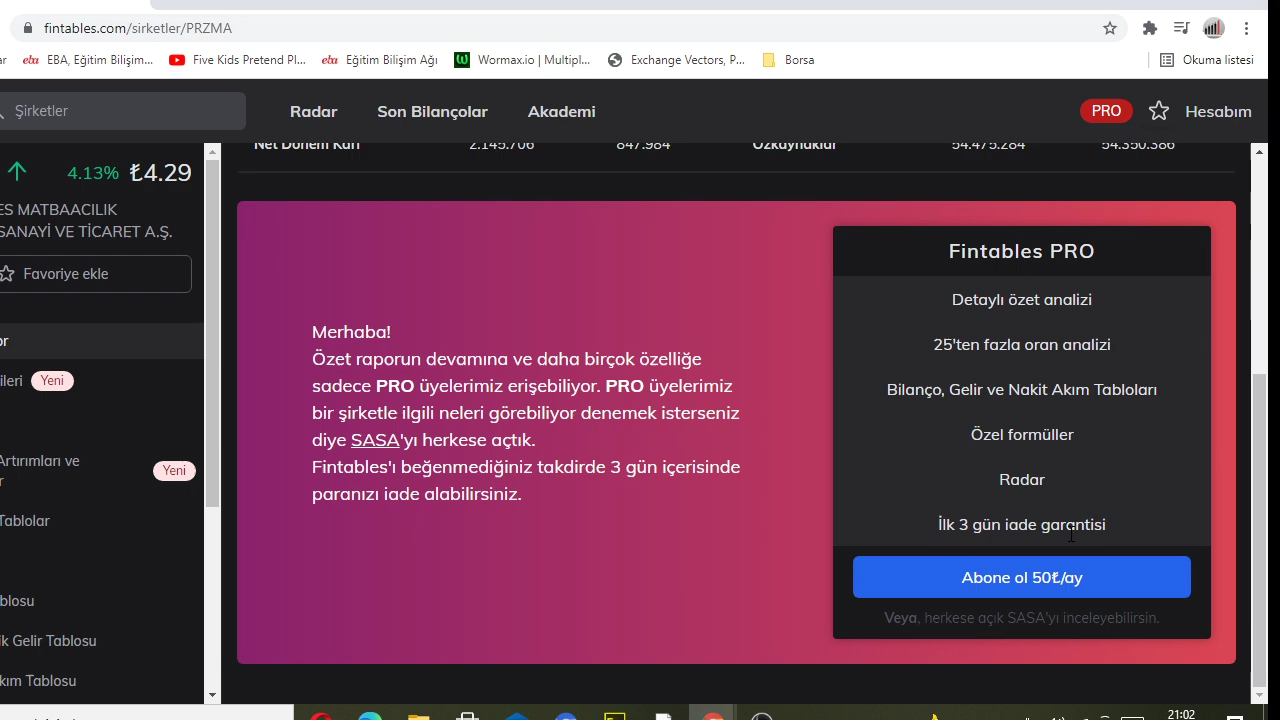 fintables.com/sirketler/PRZMA
ar
eba EBA, Eğitim Bilişim...
Five Kids Pretend Pl...
eba Eğitim Bilişim Ağı
Wormax.io | Multipl...
Exchange Vectors, P...
Borsa
Okuma listesi
Şirketler
Radar
Son Bilançolar
Akademi
PRO
Hesabım
Net Dönem Karı 2.145.706 847.984 Özkaynaklar 54.475.284 54.350.386
4.13% ₺4.29
ES MATBAACILIK
SANAYİ VE TİCARET A.Ş.
Favoriye ekle
or
ileri Yeni
Artırımları ve
r
Yeni
Tablolar
blosu
k Gelir Tablosu
kım Tablosu
Merhaba!
Özet raporun devamına ve daha birçok özelliğe
sadece PRO üyelerimiz erişebiliyor. PRO üyelerimiz
bir şirketle ilgili neleri görebiliyor denemek isterseniz
diye SASA'yı herkese açtık.
Fintables'ı beğenmediğiniz takdirde 3 gün içerisinde
paranızı iade alabilirsiniz.
Fintables PRO
Detaylı özet analizi
25'ten fazla oran analizi
Bilanço, Gelir ve Nakit Akım Tabloları
Özel formüller
Radar
İlk 3 gün iade garantisi
Abone ol 50₺/ay
Veya, herkese açık SASA'yı inceleyebilirsin.
21:02